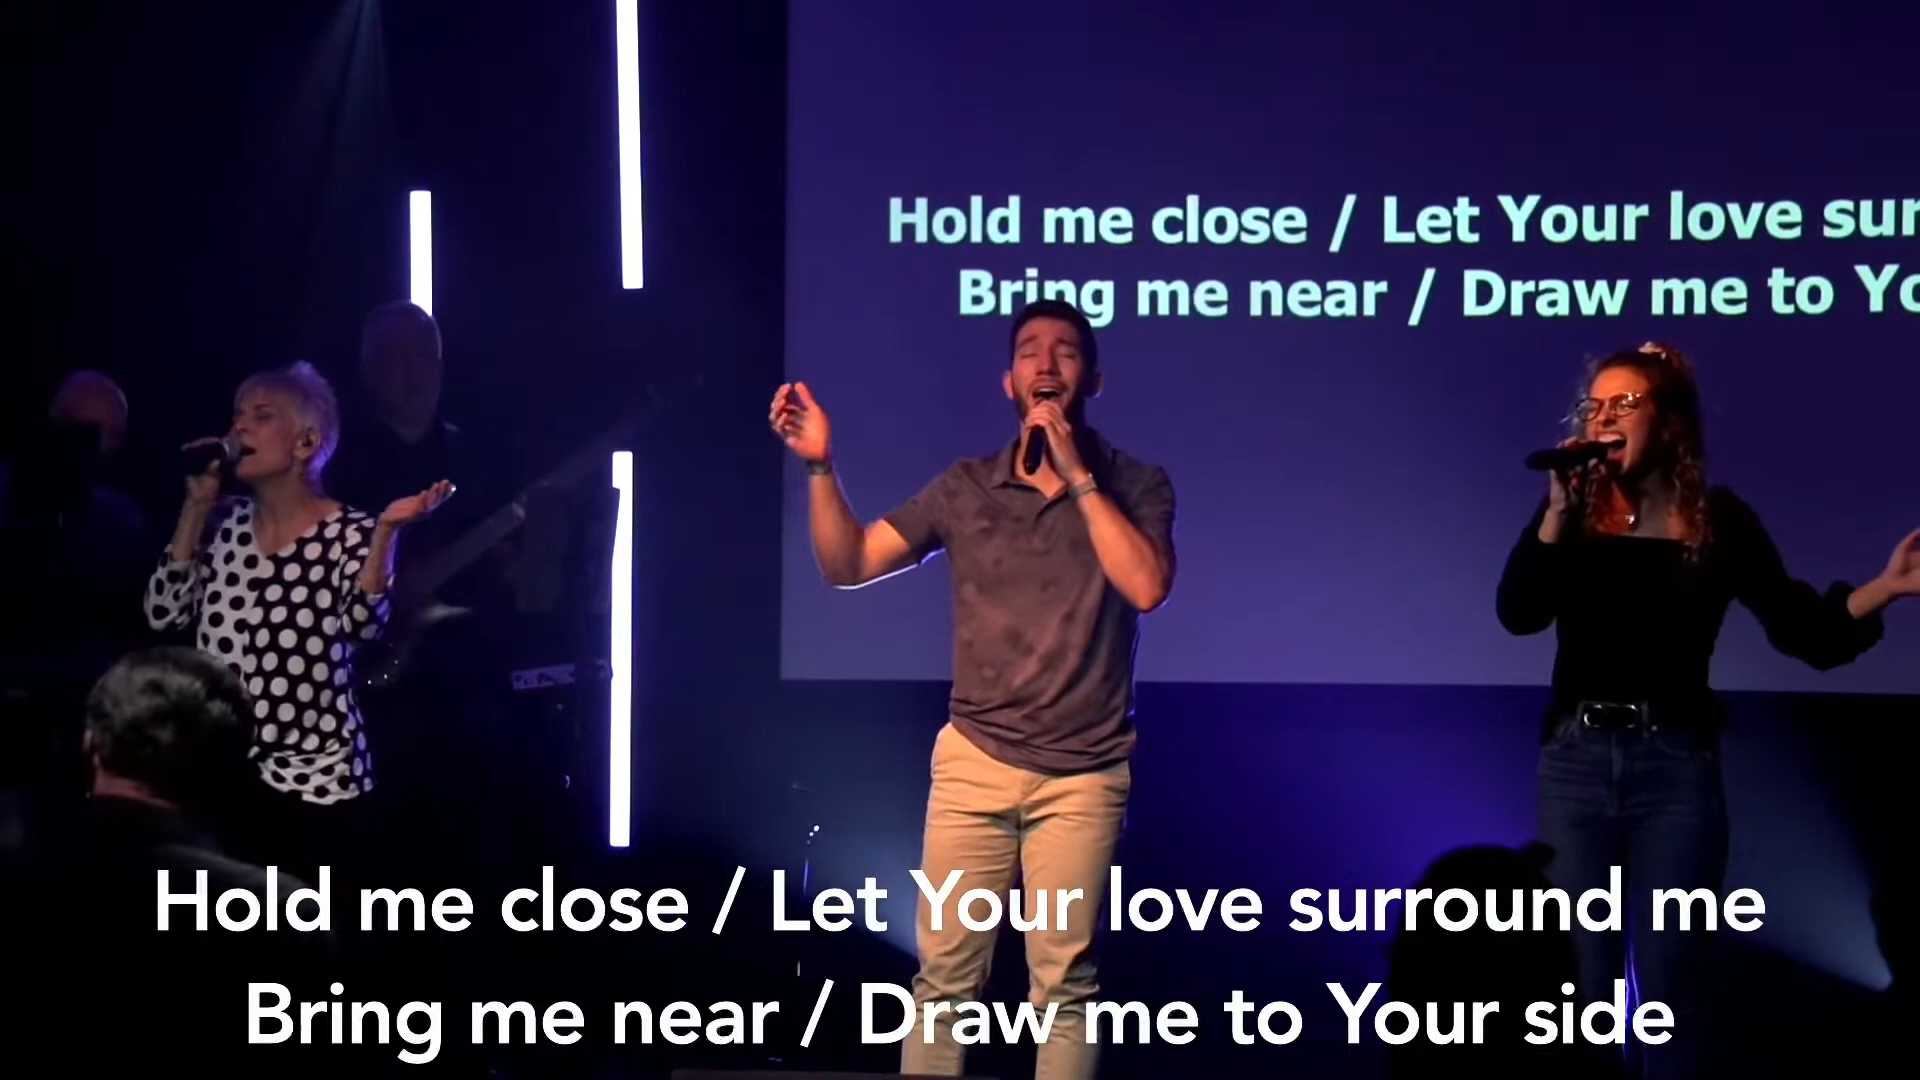 Hold me close / Let Your love sur
Bring me near / Draw me to Yo
Hold me close / Let Your love surround me
Bring me near / Draw me to Your side